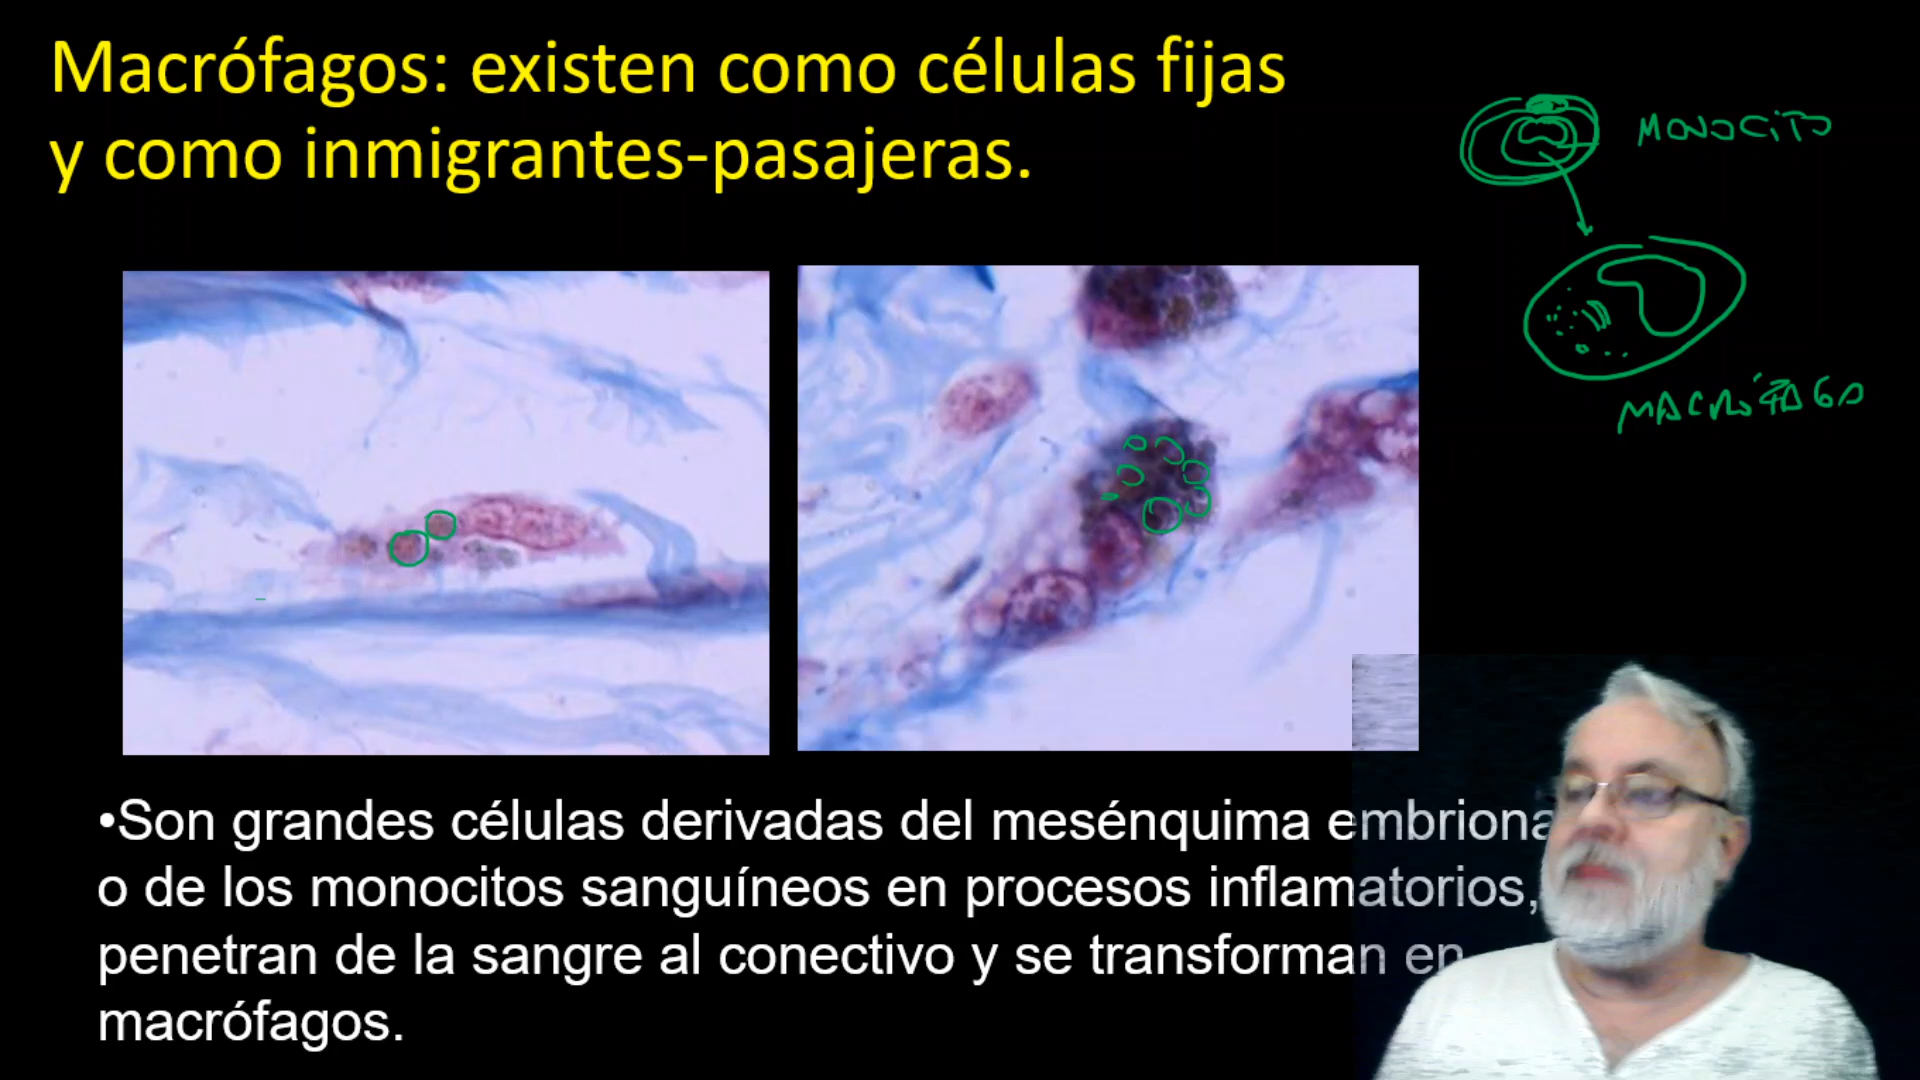 Macrófagos: existen como células fijas
y como inmigrantes-pasajeras.
MONOCITO
MACRÓFAGO
•Son grandes células derivadas del mesénquima embriona
o de los monocitos sanguíneos en procesos inflamatorios,
penetran de la sangre al conectivo y se transforman en
macrófagos.